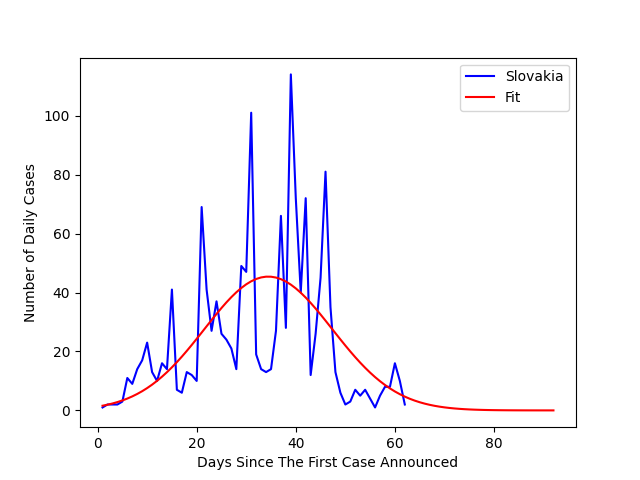 Slovakia
Fit
100
80
60
40
20
0
Number of Daily Cases
0 20 40 60 80
Days Since The First Case Announced